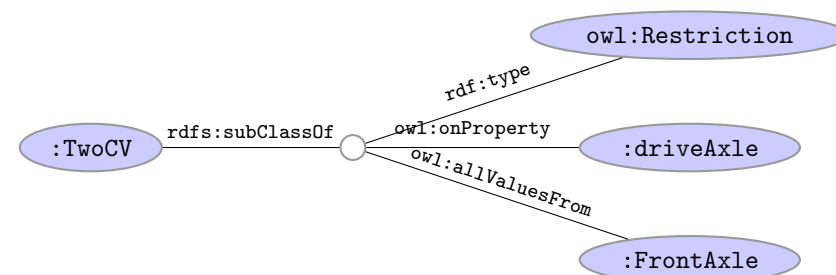 owl:Restriction
rdf:type
rdfs:subClassOf
owl:onProperty
:TwoCV
:driveAxle
owl:allValuesFrom
:FrontAxle